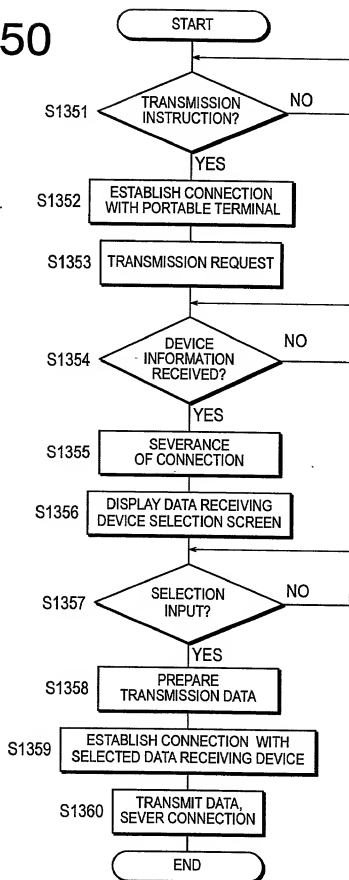 50
START
S1351
TRANSMISSION
INSTRUCTION?
NO
YES
S1352
ESTABLISH CONNECTION
WITH PORTABLE TERMINAL
S1353
TRANSMISSION REQUEST
S1354
DEVICE
INFORMATION
RECEIVED?
NO
YES
S1355
SEVERANCE
OF CONNECTION
S1356
DISPLAY DATA RECEIVING
DEVICE SELECTION SCREEN
S1357
SELECTION
INPUT?
NO
YES
S1358
PREPARE
TRANSMISSION DATA
S1359
ESTABLISH CONNECTION WITH
SELECTED DATA RECEIVING DEVICE
S1360
TRANSMIT DATA,
SEVER CONNECTION
END